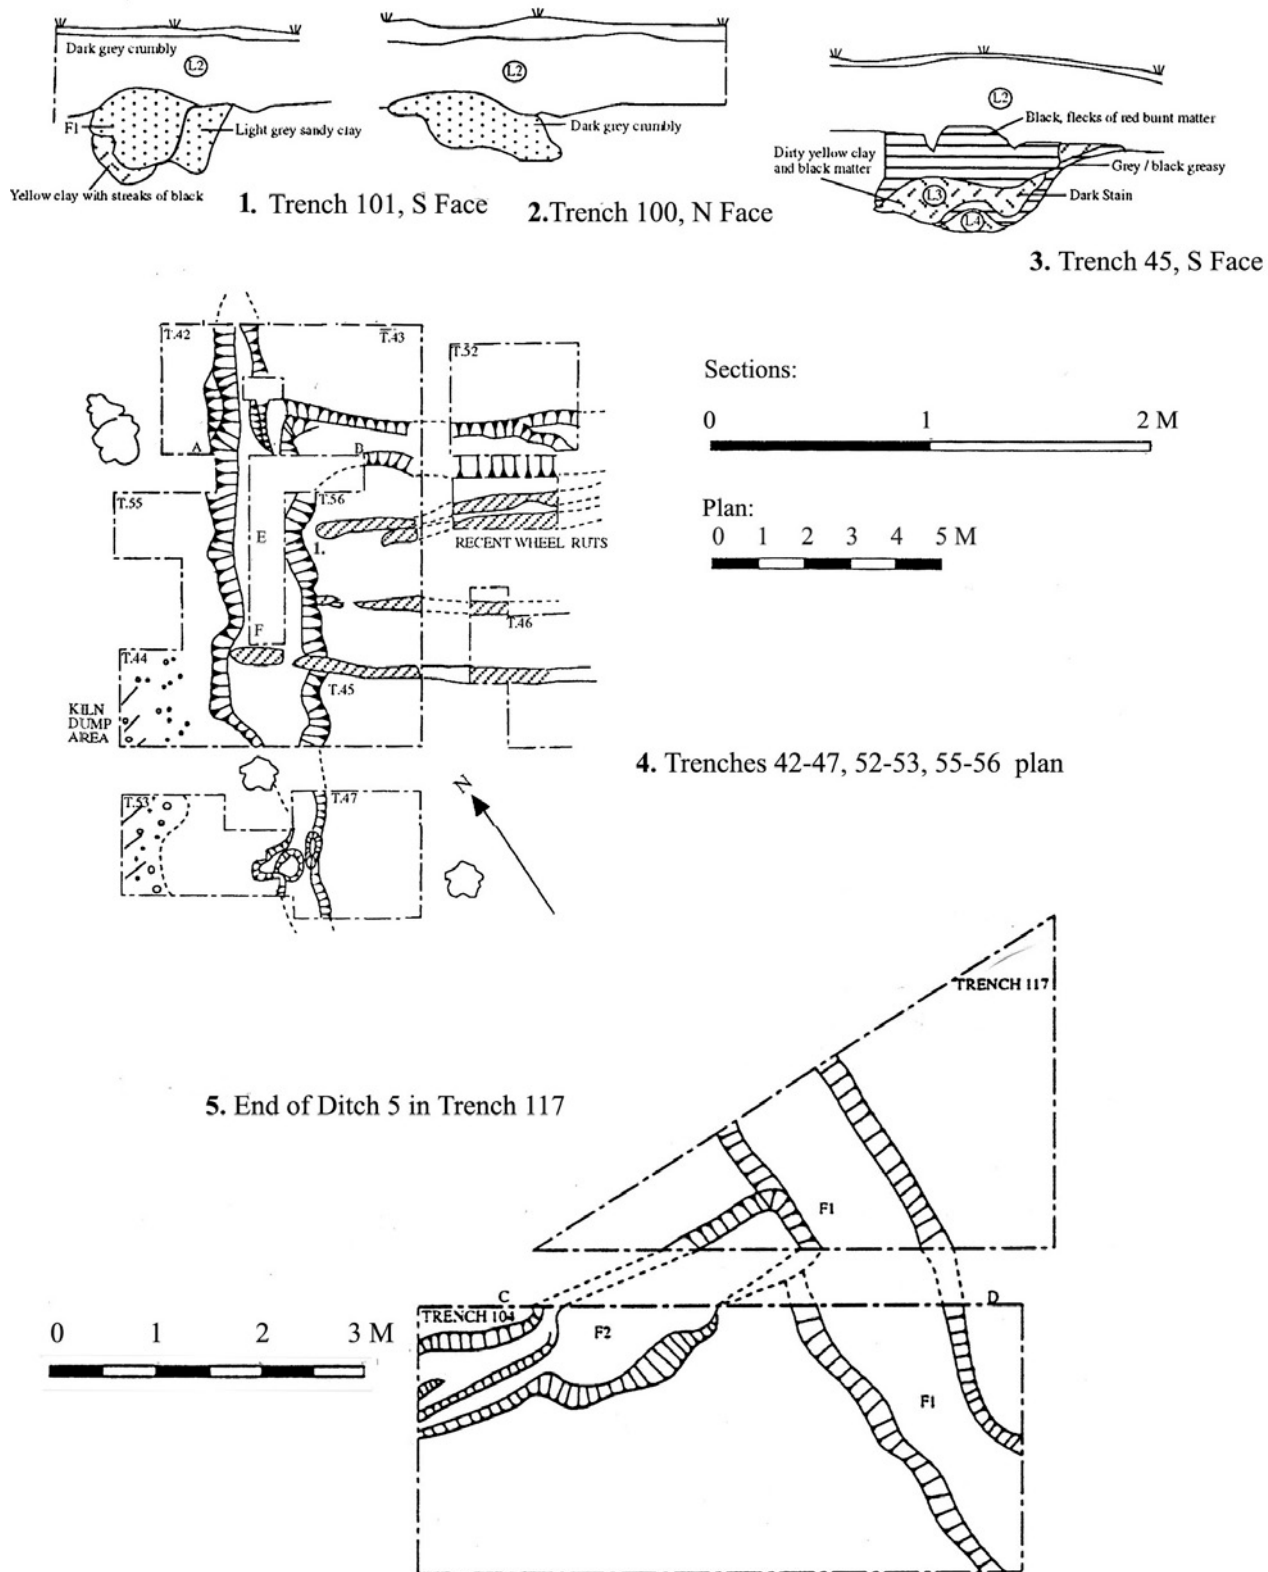 Dark grey crumbly
L2
F1
Light grey sandy clay
Yellow clay with streaks of black
1. Trench 101, S Face
L2
Dark grey crumbly
2.Trench 100, N Face
L2
Black, flecks of red burnt matter
Dirty yellow clay
and black matter
Grey / black greasy
L3
Dark Stain
L4
3. Trench 45, S Face
T.42
T.43
T.52
A
B
T.55
T.56
E
1.
RECENT WHEEL RUTS
F
T.46
T.44
T.45
KILN
DUMP
AREA
T.53
T.47
N
Sections:
0 1 2 M
Plan:
0 1 2 3 4 5 M
4. Trenches 42-47, 52-53, 55-56 plan
TRENCH 117
5. End of Ditch 5 in Trench 117
F1
C
D
TRENCH 104
F2
F1
0 1 2 3 M